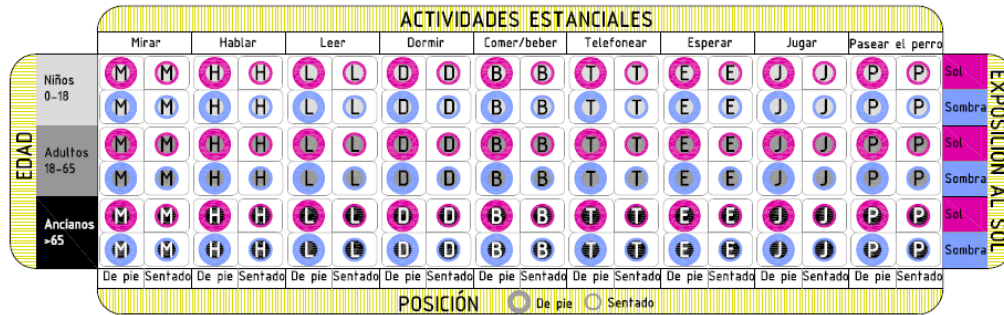 ACTIVIDADES ESTANCIALES
Mirar Hablar Leer Dormir Comer/beber Telefonear Esperar Jugar Pasear el perro
EDAD
Niños
0-18
M M H H L L D D B B T T E E J J P P Sol
M M H H L L D D B B T T E E J J P P Sombra
Adultos
18-65
M M H H L L D D B B T T E E J J P P Sol
M M H H L L D D B B T T E E J J P P Sombra
Ancianos
>65
M M H H L L D D B B T T E E J J P P Sol
M M H H L L D D B B T T E E J J P P Sombra
EXPOSICIÓN AL SOL
De pie Sentado De pie Sentado De pie Sentado De pie Sentado De pie Sentado De pie Sentado De pie Sentado De pie Sentado De pie Sentado
POSICIÓN De pie Sentado